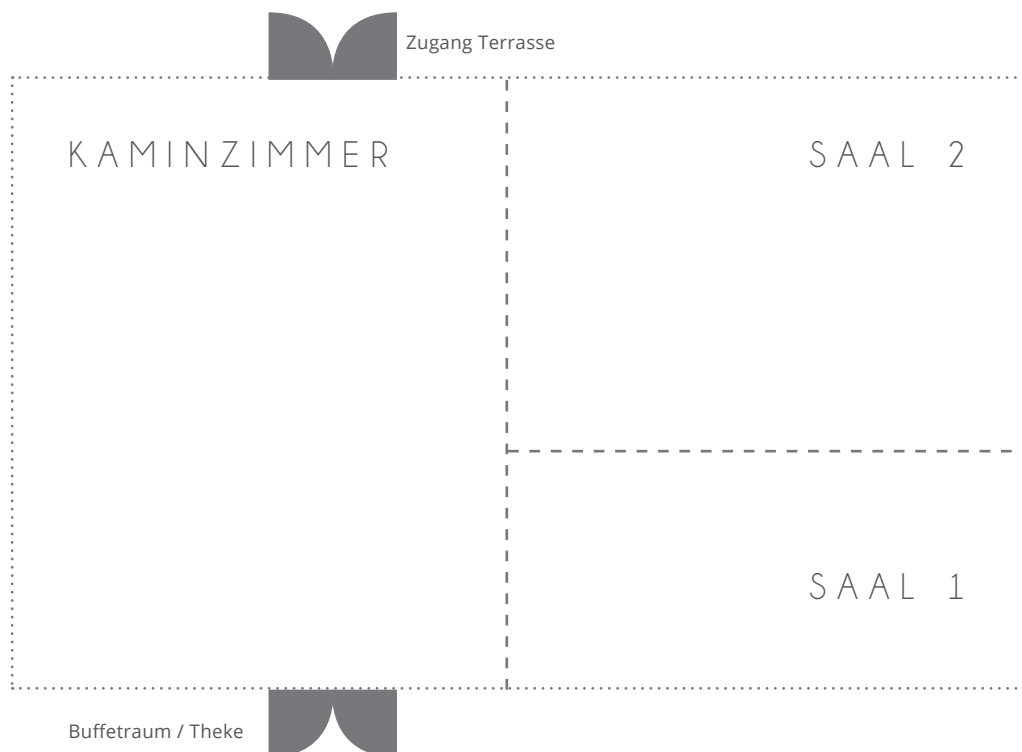 Zugang Terrasse
KAMINZIMMER
SAAL 2
SAAL 1
Buffetraum / Theke